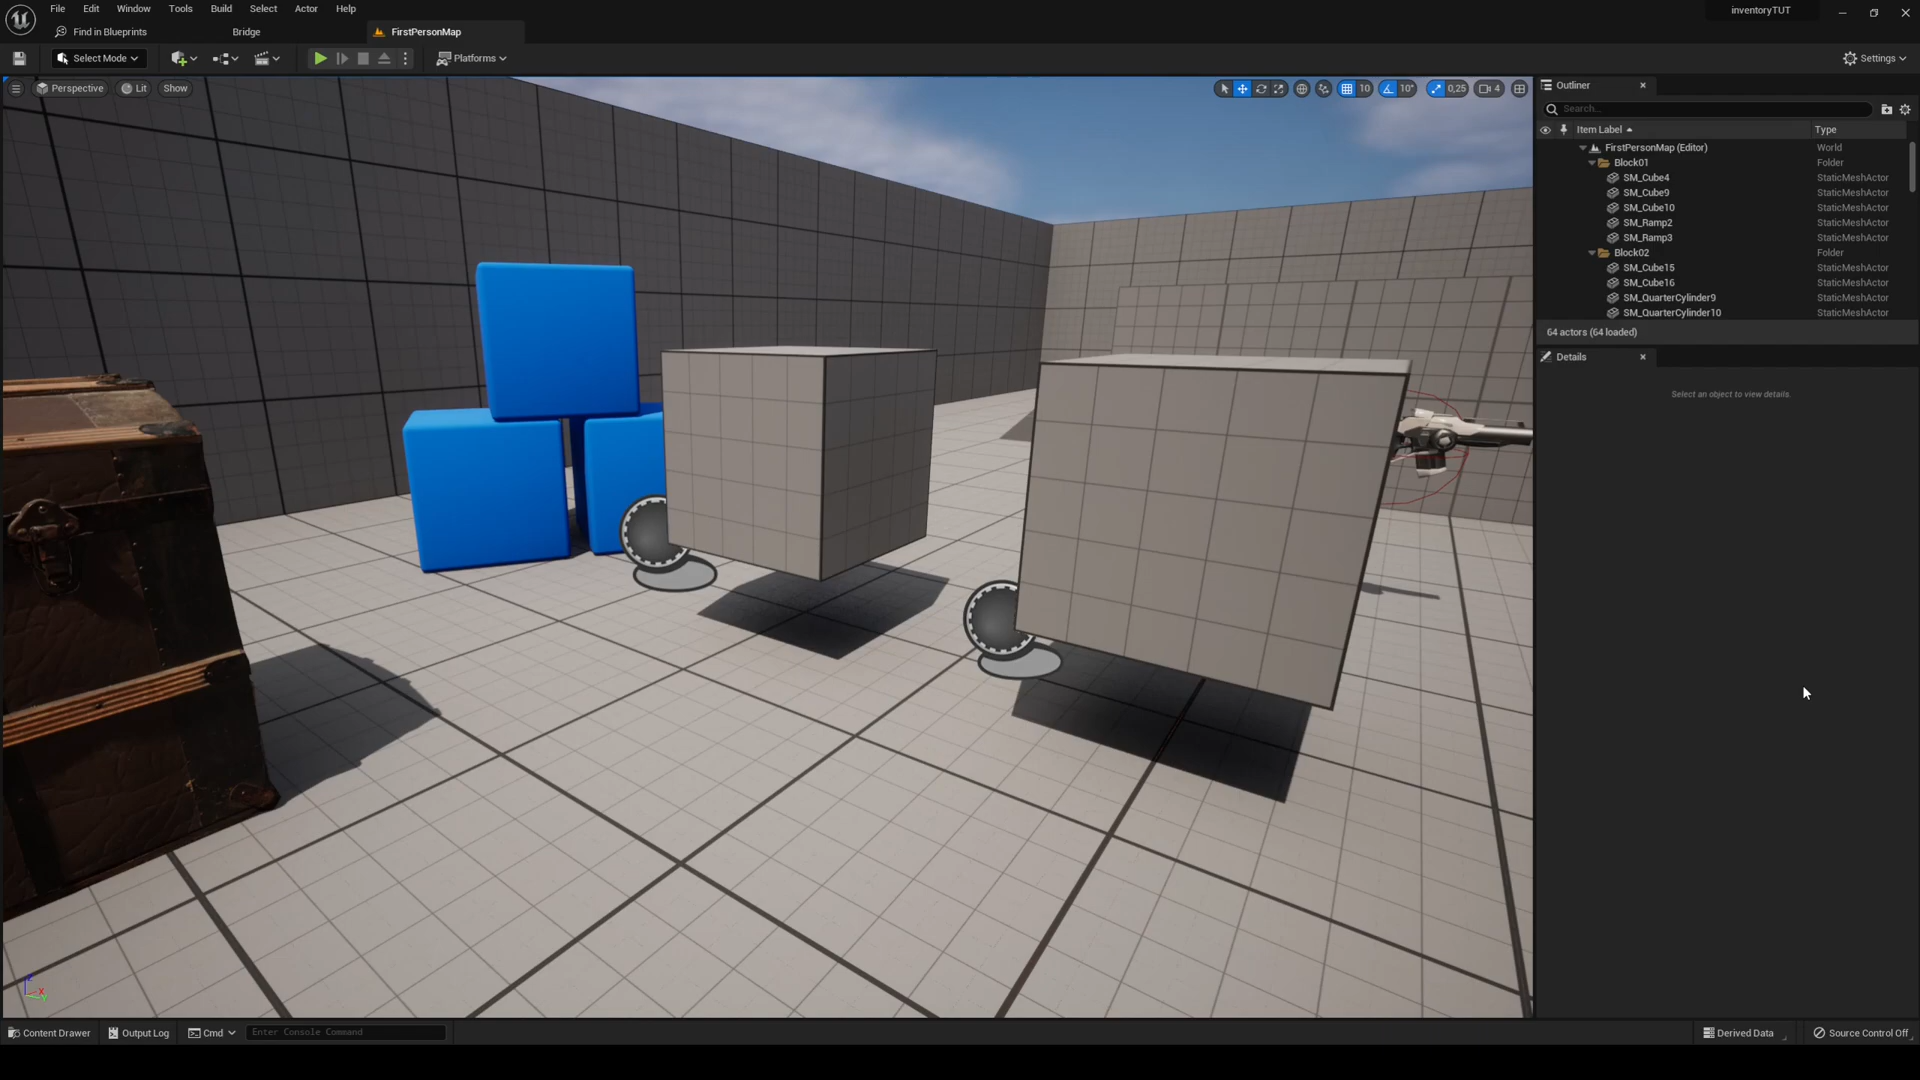 File Edit Window Tools Build Select Actor Help
inventoryTUT
Find in Blueprints
Bridge
FirstPersonMap
Select Mode
Platforms
Settings
Perspective
Lit
Show
10
10°
0,25
4
Outliner
Search...
Item Label
Type
FirstPersonMap (Editor) World
Block01 Folder
SM_Cube4 StaticMeshActor
SM_Cube9 StaticMeshActor
SM_Cube10 StaticMeshActor
SM_Ramp2 StaticMeshActor
SM_Ramp3 StaticMeshActor
Block02 Folder
SM_Cube15 StaticMeshActor
SM_Cube16 StaticMeshActor
SM_QuarterCylinder9 StaticMeshActor
SM_QuarterCylinder10 StaticMeshActor
64 actors (64 loaded)
Details
Select an object to view details.
Z
X
Y
Content Drawer
Output Log
Cmd
Enter Console Command
Derived Data
Source Control Off